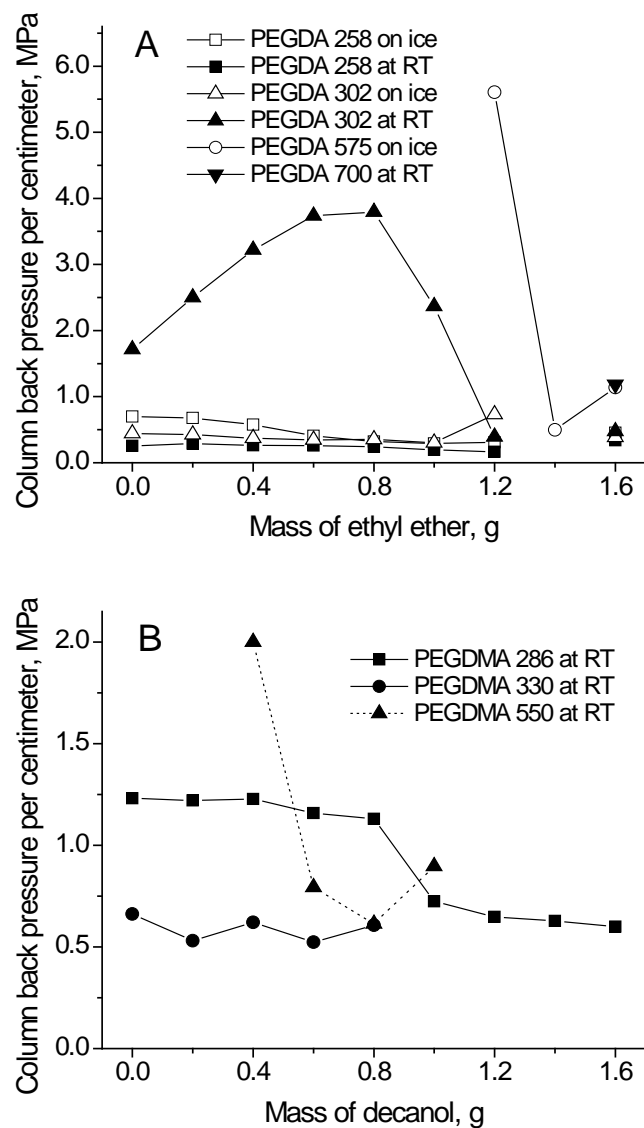 A
PEGDA 258 on ice
PEGDA 258 at RT
PEGDA 302 on ice
PEGDA 302 at RT
PEGDA 575 on ice
PEGDA 700 at RT
Column back pressure per centimeter, MPa
6.0
5.0
4.0
3.0
2.0
1.0
0.0
0.0 0.4 0.8 1.2 1.6
Mass of ethyl ether, g
B
PEGDMA 286 at RT
PEGDMA 330 at RT
PEGDMA 550 at RT
Column back pressure per centimeter, MPa
2.0
1.5
1.0
0.5
0.0
0.0 0.4 0.8 1.2 1.6
Mass of decanol, g